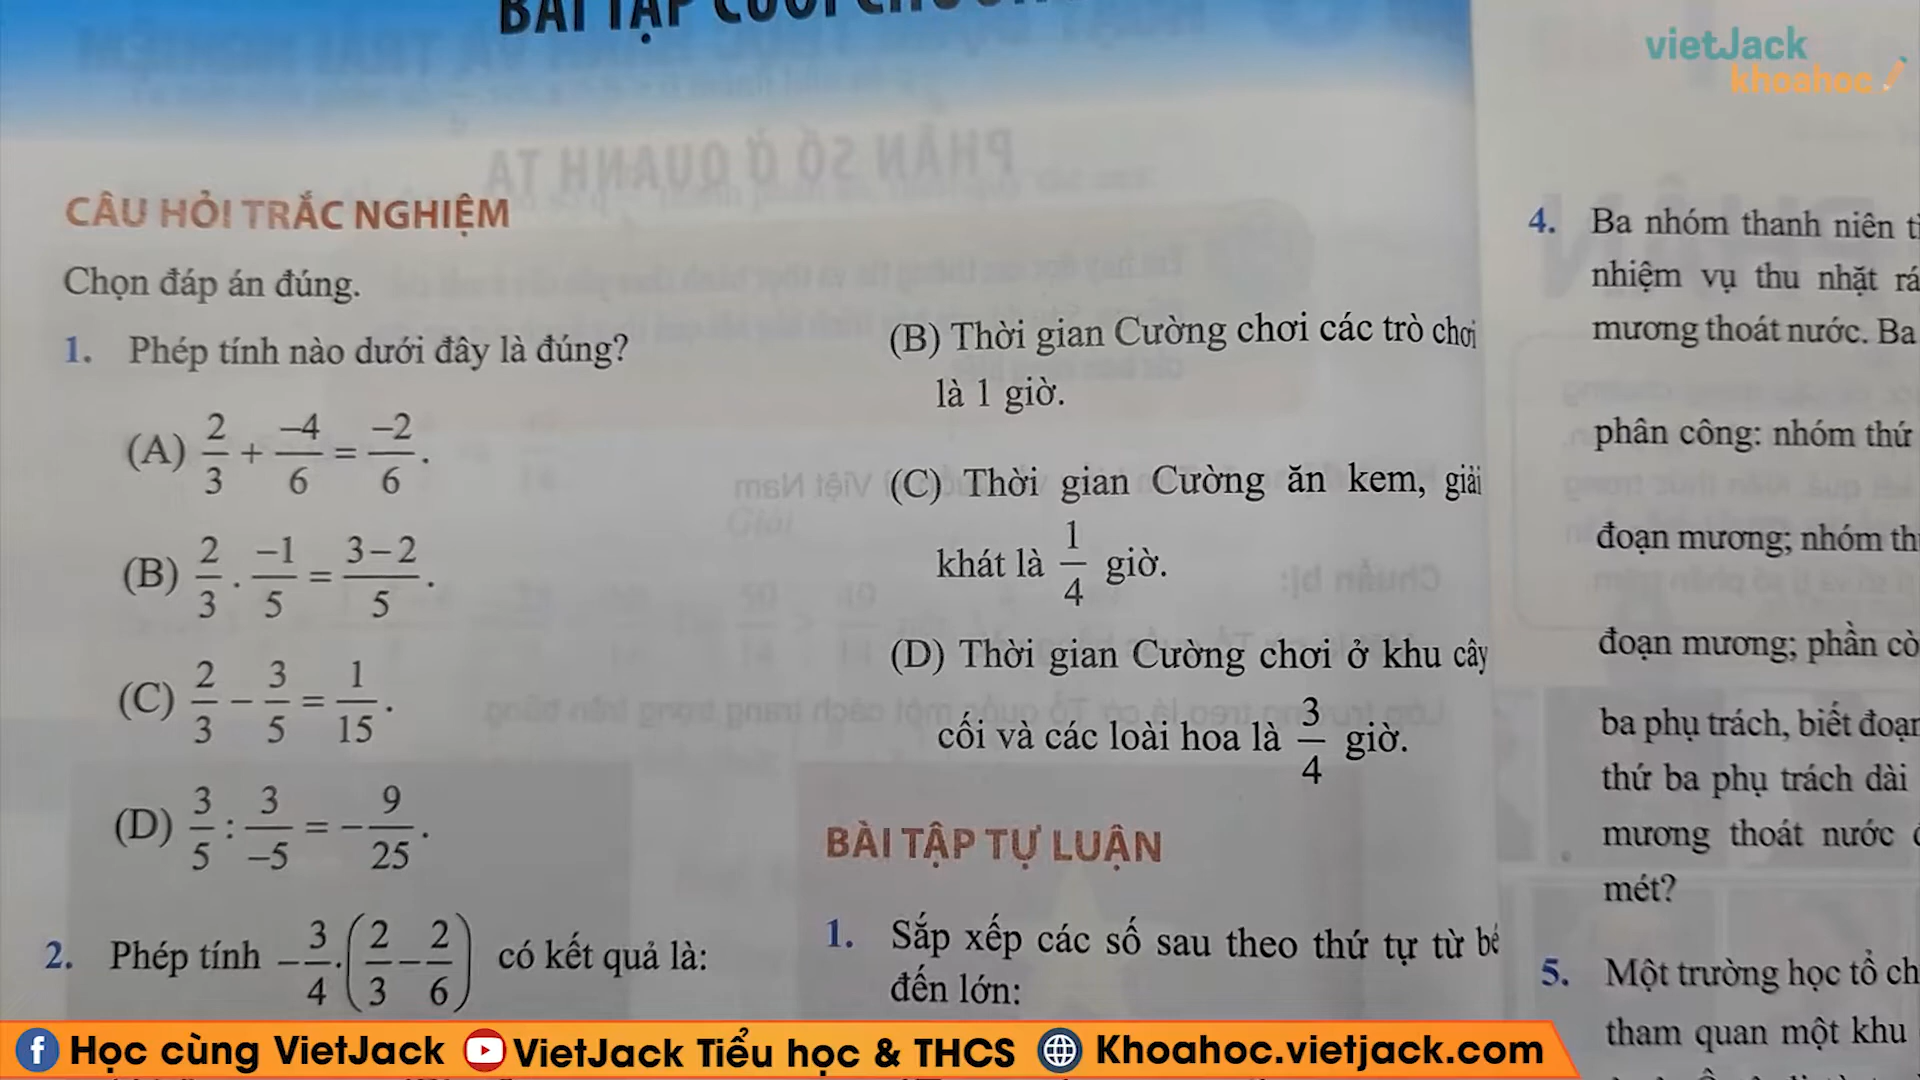 BÀI TẬP CUỐI
vietJack
khoahoc
CÂU HỎI TRẮC NGHIỆM
Chọn đáp án đúng.
1. Phép tính nào dưới đây là đúng?
(A) 2/3 + -4/6 = -2/6.
(B) 2/3 . -1/5 = 3-2/5.
(C) 2/3 - 3/5 = 1/15.
(D) 3/5 : 3/-5 = -9/25.
2. Phép tính -3/4.(2/3-2/6) có kết quả là:
(B) Thời gian Cường chơi các trò chơi
là 1 giờ.
(C) Thời gian Cường ăn kem, giải
khát là 1/4 giờ.
(D) Thời gian Cường chơi ở khu cây
cối và các loài hoa là 3/4 giờ.
BÀI TẬP TỰ LUẬN
1. Sắp xếp các số sau theo thứ tự từ bé
đến lớn:
4. Ba nhóm thanh niên
nhiệm vụ thu nhặt
mương thoát nước. Ba
phân công: nhóm thứ
đoạn mương; nhóm
đoạn mương; phần
ba phụ trách, biết
thứ ba phụ trách dài
mương thoát nước
mét?
5. Một trường học tổ
tham quan một khu
Học cùng VietJack VietJack Tiểu học & THCS Khoahoc.vietjack.com